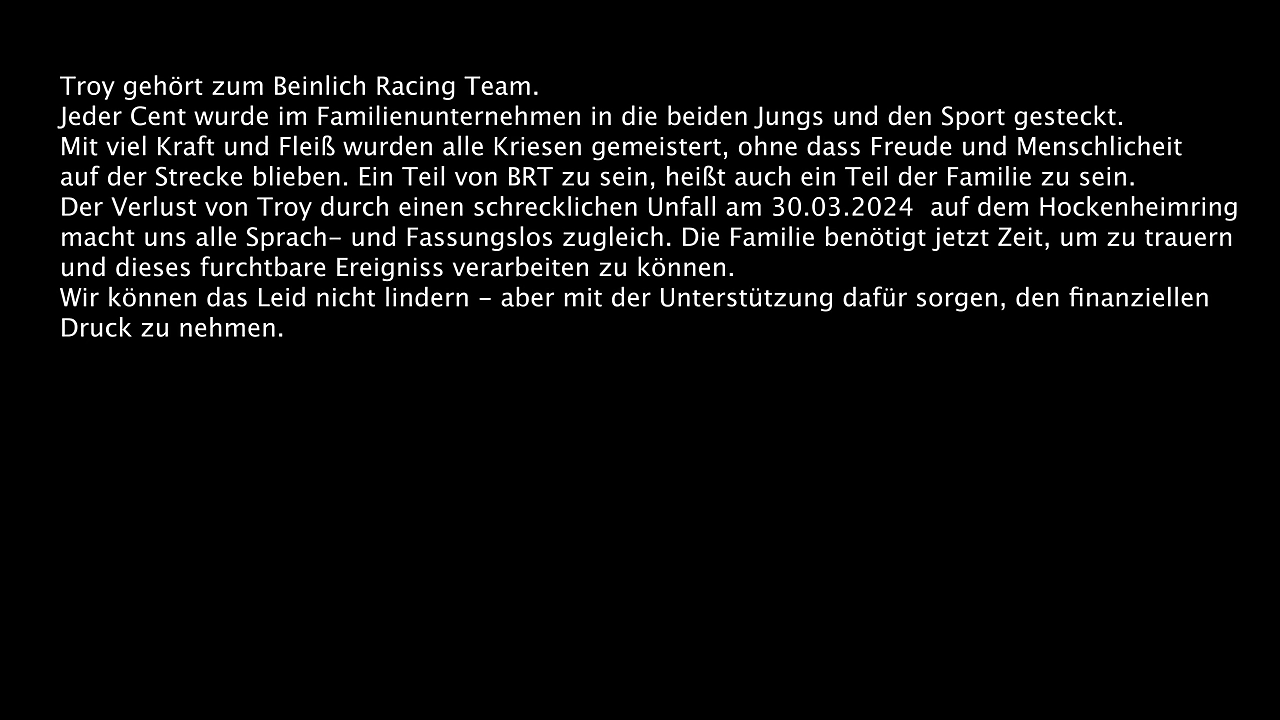 Troy gehört zum Beinlich Racing Team.
Jeder Cent wurde im Familienunternehmen in die beiden Jungs und den Sport gesteckt.
Mit viel Kraft und Fleiß wurden alle Kriesen gemeistert, ohne dass Freude und Menschlicheit
auf der Strecke blieben. Ein Teil von BRT zu sein, heißt auch ein Teil der Familie zu sein.
Der Verlust von Troy durch einen schrecklichen Unfall am 30.03.2024  auf dem Hockenheimring
macht uns alle Sprach- und Fassungslos zugleich. Die Familie benötigt jetzt Zeit, um zu trauern
und dieses furchtbare Ereigniss verarbeiten zu können.
Wir können das Leid nicht lindern - aber mit der Unterstützung dafür sorgen, den finanziellen
Druck zu nehmen.